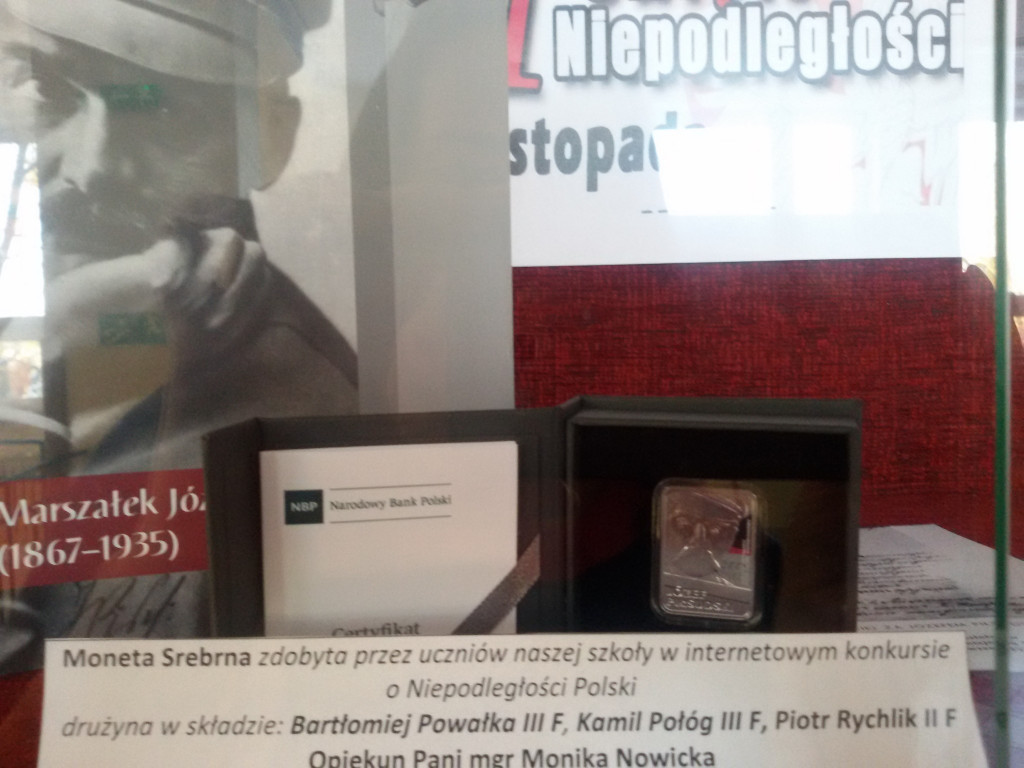 Niepodległości
stopada
Marszałek Józ
(1867–1935)
NBP Narodowy Bank Polski
Certyfikat
JÓZEF
PIŁSUDSKI
Moneta Srebrna zdobyta przez uczniów naszej szkoły w internetowym konkursie
o Niepodległości Polski
drużyna w składzie: Bartłomiej Powałka III F, Kamil Połóg III F, Piotr Rychlik II F
Opiekun Pani mgr Monika Nowicka